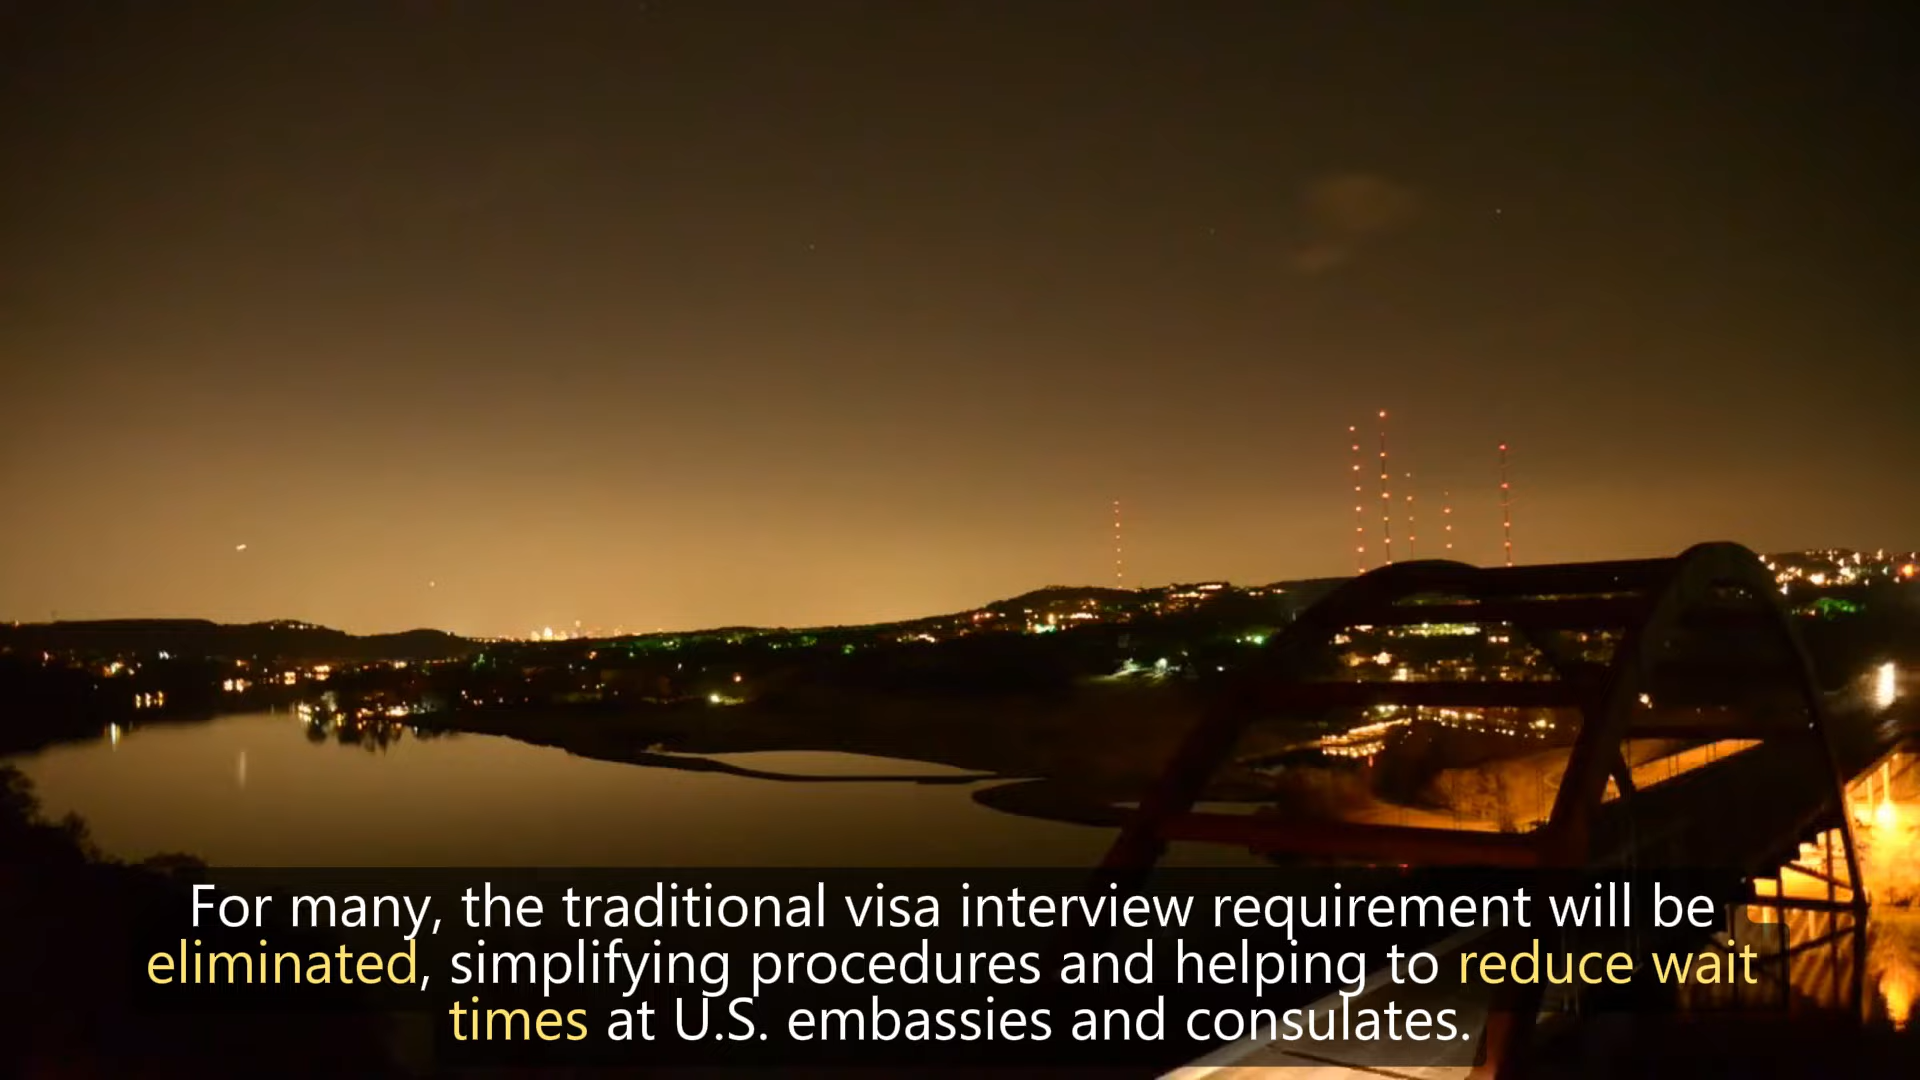 For many, the traditional visa interview requirement will be
eliminated, simplifying procedures and helping to reduce wait
times at U.S. embassies and consulates.